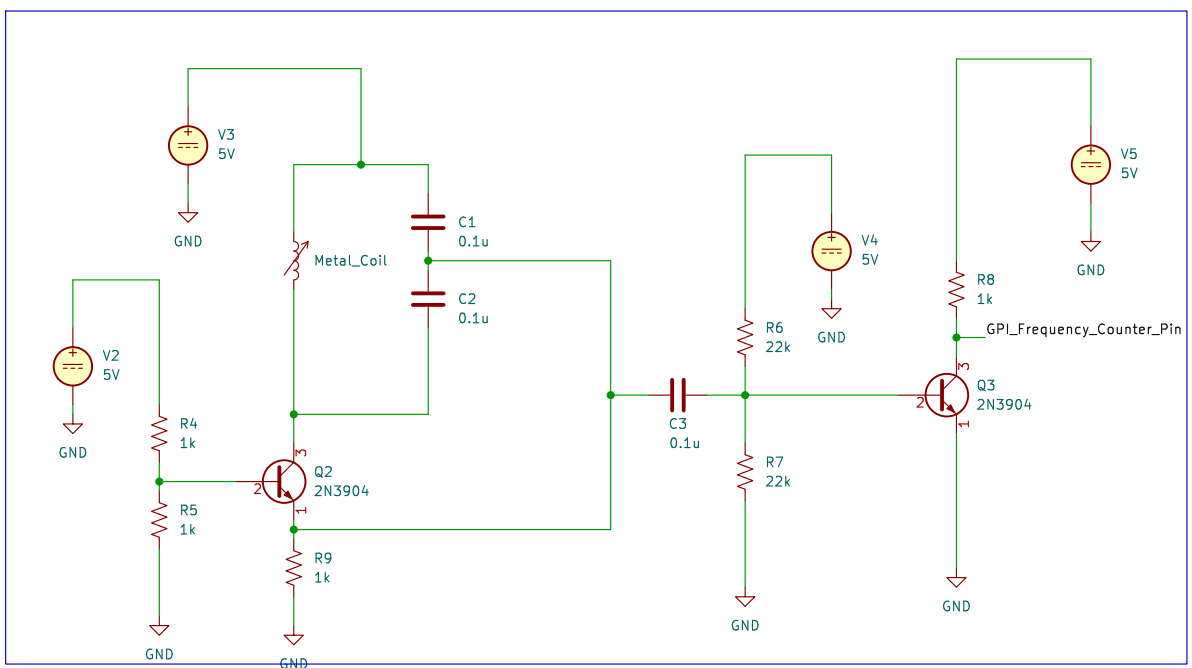 V3
5V
GND
C1
0.1u
Metal_Coil
C2
0.1u
V2
5V
GND
R4
1k
R5
1k
GND
3
Q2
2N3904
2
1
R9
1k
GND
C3
0.1u
V4
5V
GND
R6
22k
R7
22k
GND
V5
5V
GND
R8
1k
GPI_Frequency_Counter_Pin
3
Q3
2N3904
2
1
GND